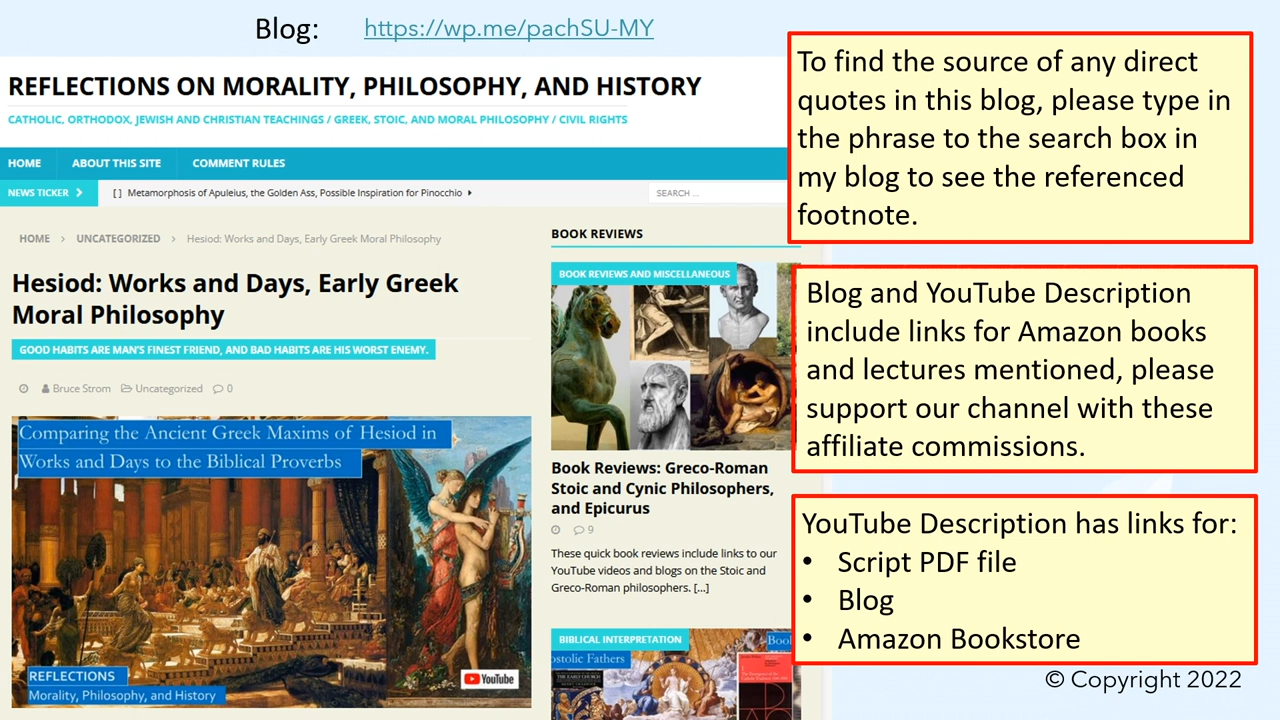 Blog: https://wp.me/pachSU-MY
REFLECTIONS ON MORALITY, PHILOSOPHY, AND HISTORY
CATHOLIC, ORTHODOX, JEWISH AND CHRISTIAN TEACHINGS / GREEK, STOIC, AND MORAL PHILOSOPHY / CIVIL RIGHTS
HOME ABOUT THIS SITE COMMENT RULES
NEWS TICKER [ ] Metamorphosis of Apuleius, the Golden Ass, Possible Inspiration for Pinocchio
SEARCH ...
HOME > UNCATEGORIZED > Hesiod: Works and Days, Early Greek Moral Philosophy
Hesiod: Works and Days, Early Greek
Moral Philosophy
GOOD HABITS ARE MAN'S FINEST FRIEND, AND BAD HABITS ARE HIS WORST ENEMY.
Bruce Strom Uncategorized 0
Comparing the Ancient Greek Maxims of Hesiod in
Works and Days to the Biblical Proverbs
REFLECTIONS
Morality, Philosophy, and History
YouTube
BOOK REVIEWS
BOOK REVIEWS AND MISCELLANEOUS
Book Reviews: Greco-Roman
Stoic and Cynic Philosophers,
and Epicurus
9
These quick book reviews include links to our
YouTube videos and blogs on the Stoic and
Greco-Roman philosophers. [...]
BIBLICAL INTERPRETATION
Boo
ostolic Fathers
To find the source of any direct
quotes in this blog, please type in
the phrase to the search box in
my blog to see the referenced
footnote.
Blog and YouTube Description
include links for Amazon books
and lectures mentioned, please
support our channel with these
affiliate commissions.
YouTube Description has links for:
• Script PDF file
• Blog
• Amazon Bookstore
© Copyright 2022